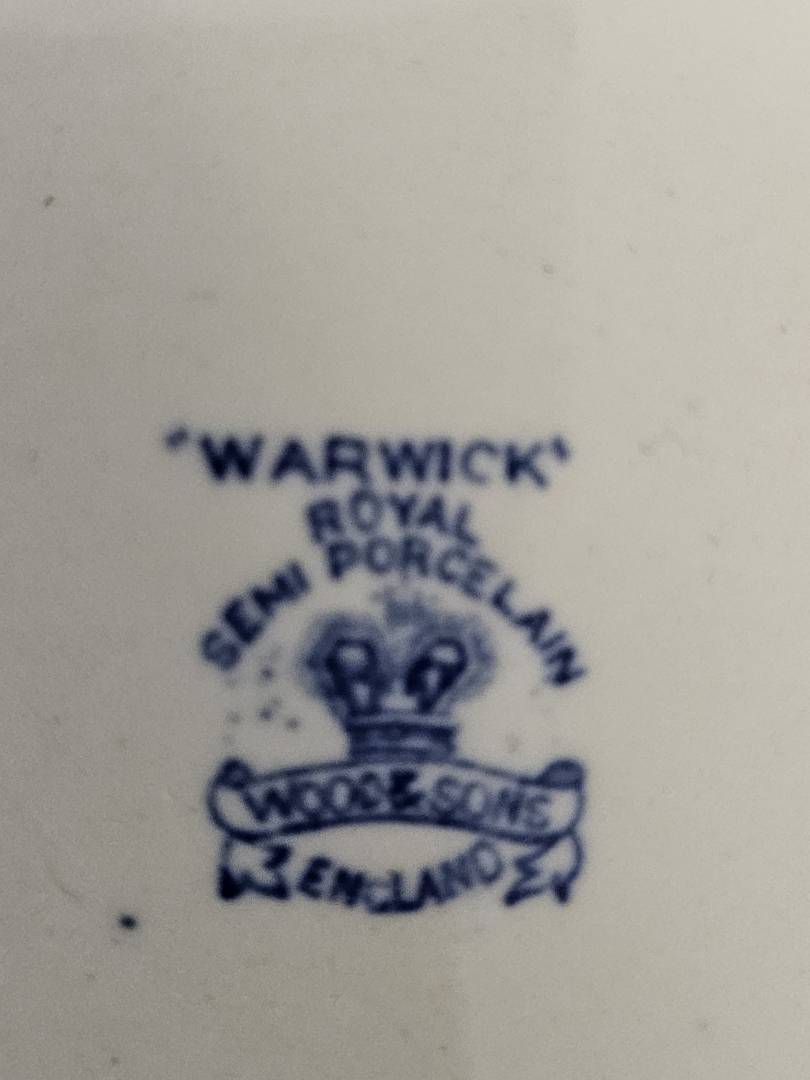 "WARWICK"
ROYAL
SEMI PORCELAIN
WOOD & SONS
ENGLAND